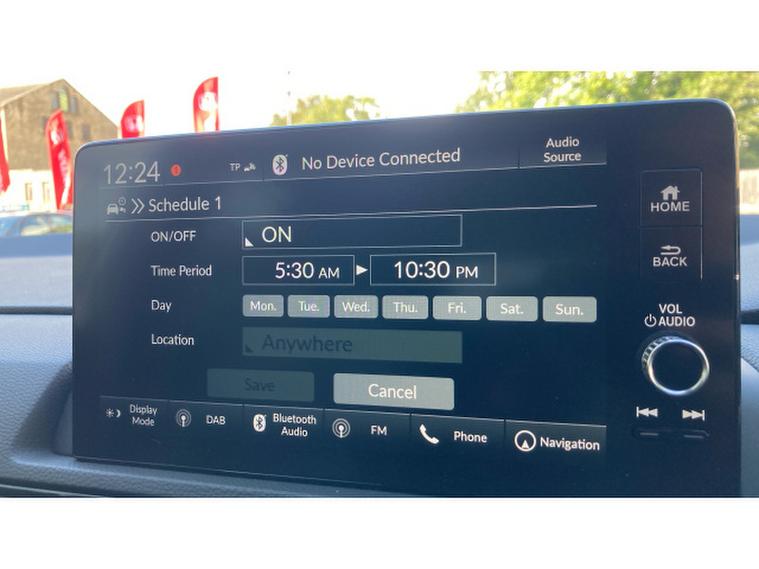 12:24 TP No Device Connected Audio Source
Schedule 1
ON/OFF ON
Time Period 5:30 AM 10:30 PM
Day Mon. Tue. Wed. Thu. Fri. Sat. Sun.
Location Anywhere
Save Cancel
Display Mode DAB Bluetooth Audio FM Phone Navigation
HOME
BACK
VOL
AUDIO